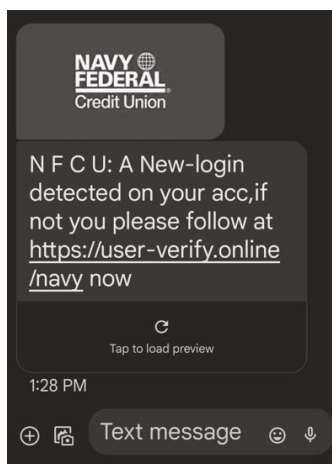 NAVY
FEDERAL
Credit Union
N F C U: A New-login
detected on your acc,if
not you please follow at
https://user-verify.online
/navy now
Tap to load preview
1:28 PM
Text message